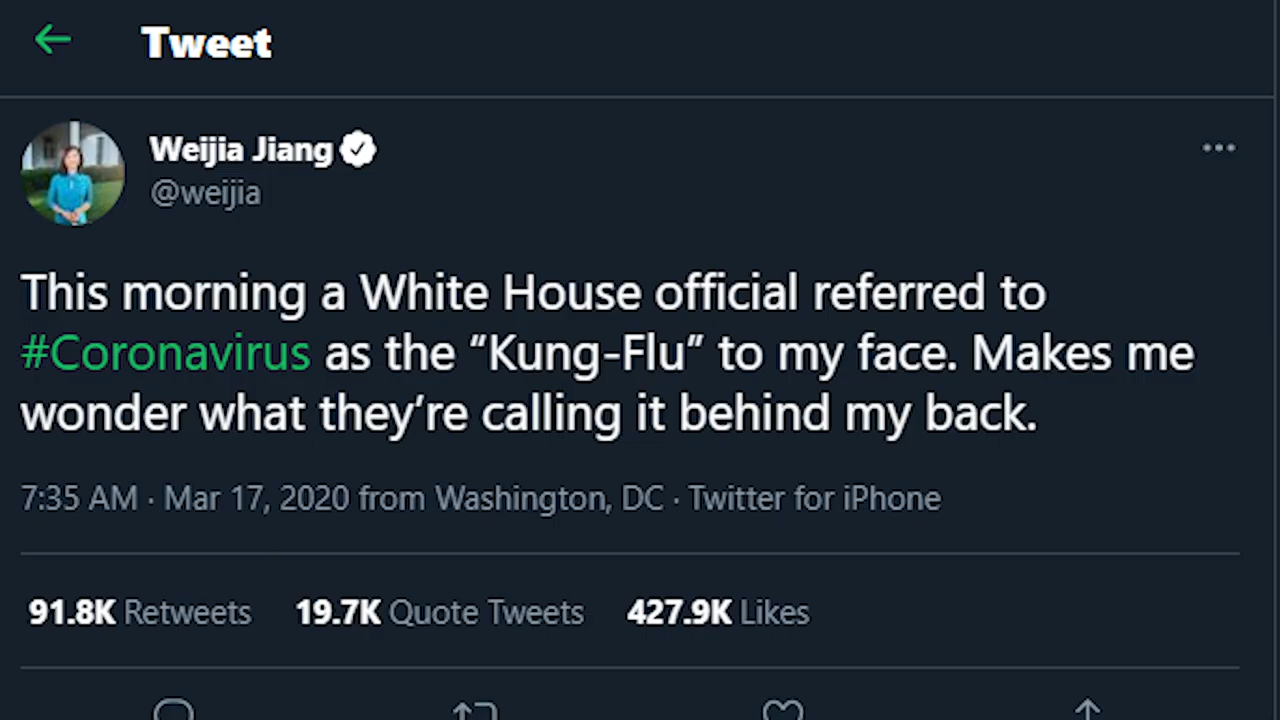 Tweet
Weijia Jiang
@weijia
This morning a White House official referred to
#Coronavirus as the “Kung-Flu” to my face. Makes me
wonder what they’re calling it behind my back.
7:35 AM · Mar 17, 2020 from Washington, DC · Twitter for iPhone
91.8K Retweets 19.7K Quote Tweets 427.9K Likes